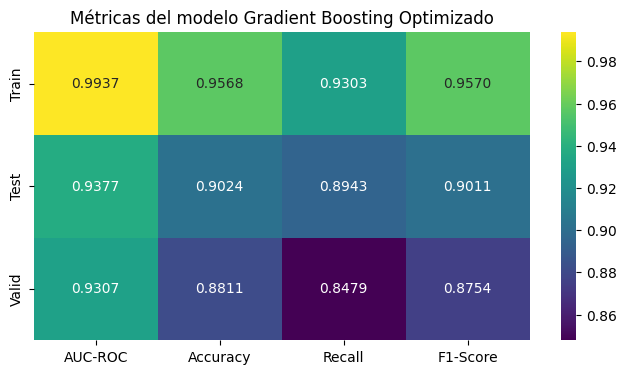 Métricas del modelo Gradient Boosting Optimizado
Train
0.9937 0.9568 0.9303 0.9570
Test
0.9377 0.9024 0.8943 0.9011
Valid
0.9307 0.8811 0.8479 0.8754
AUC-ROC Accuracy Recall F1-Score
0.98
0.96
0.94
0.92
0.90
0.88
0.86